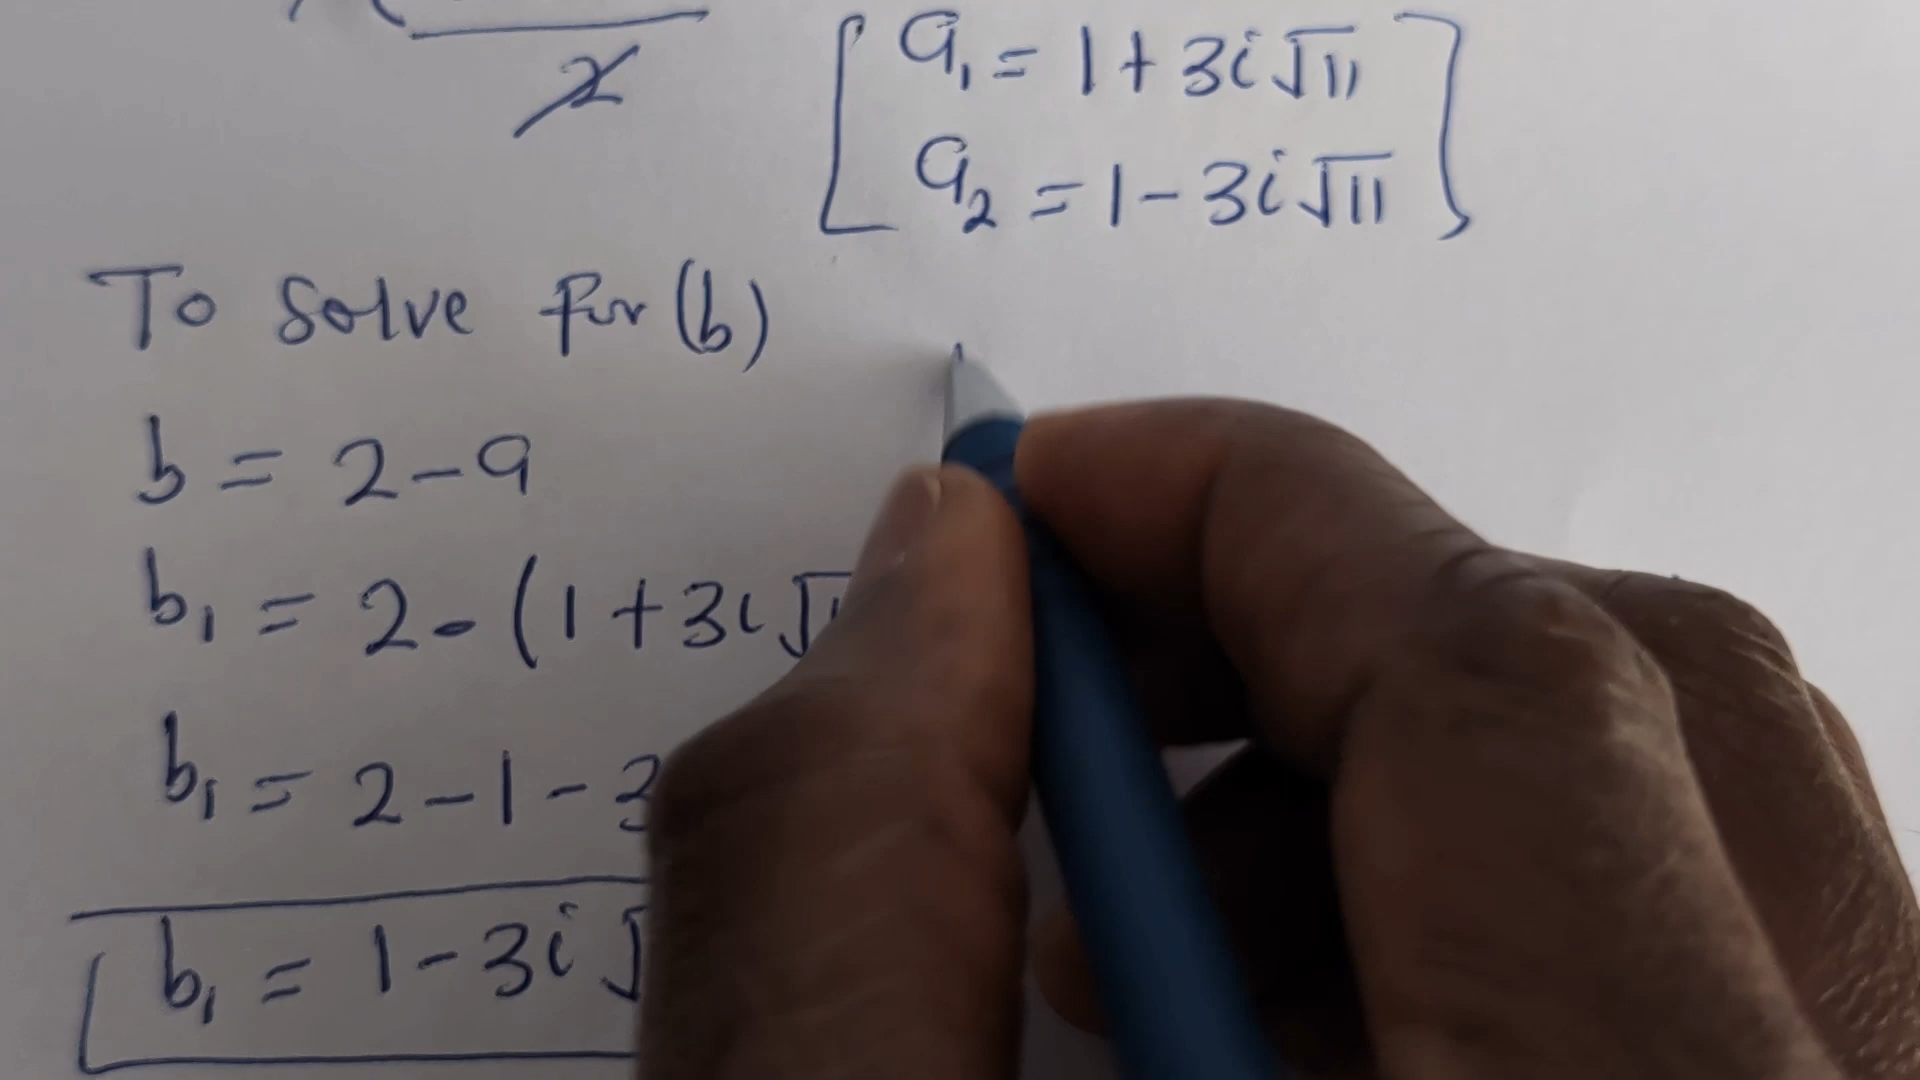 2
a₁ = 1 + 3i√11
a₂ = 1 - 3i√11
To solve for (b)
b = 2 - a
b₁ = 2 - (1 + 3i√
b₁ = 2 - 1 - 3
b₁ = 1 - 3i√